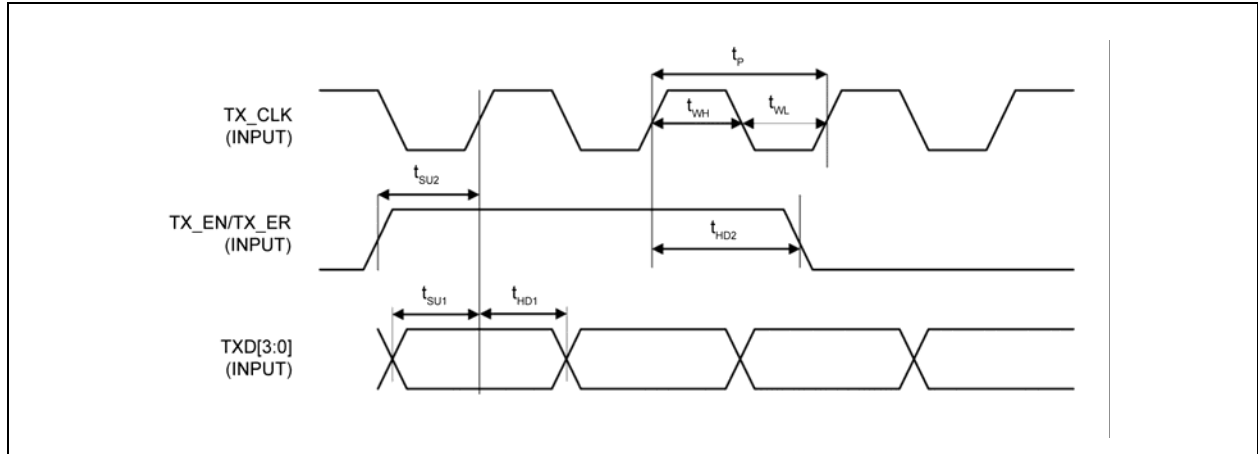 t_P
TX_CLK
(INPUT)
t_WH
t_WL
t_SU2
TX_EN/TX_ER
(INPUT)
t_HD2
t_SU1
t_HD1
TXD[3:0]
(INPUT)